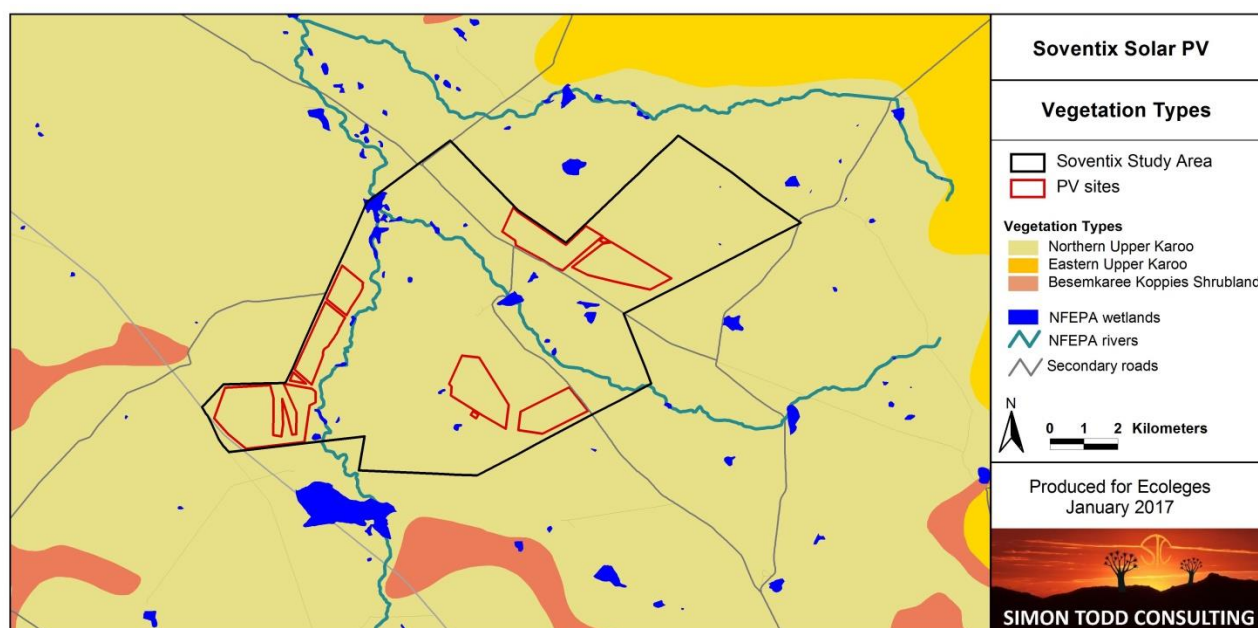 Soventix Solar PV
Vegetation Types
Soventix Study Area
PV sites
Vegetation Types
Northern Upper Karoo
Eastern Upper Karoo
Besemkaree Koppies Shrubland
NFEPA wetlands
NFEPA rivers
Secondary roads
N
0 1 2 Kilometers
Produced for Ecoleges
January 2017
STC
SIMON TODD CONSULTING